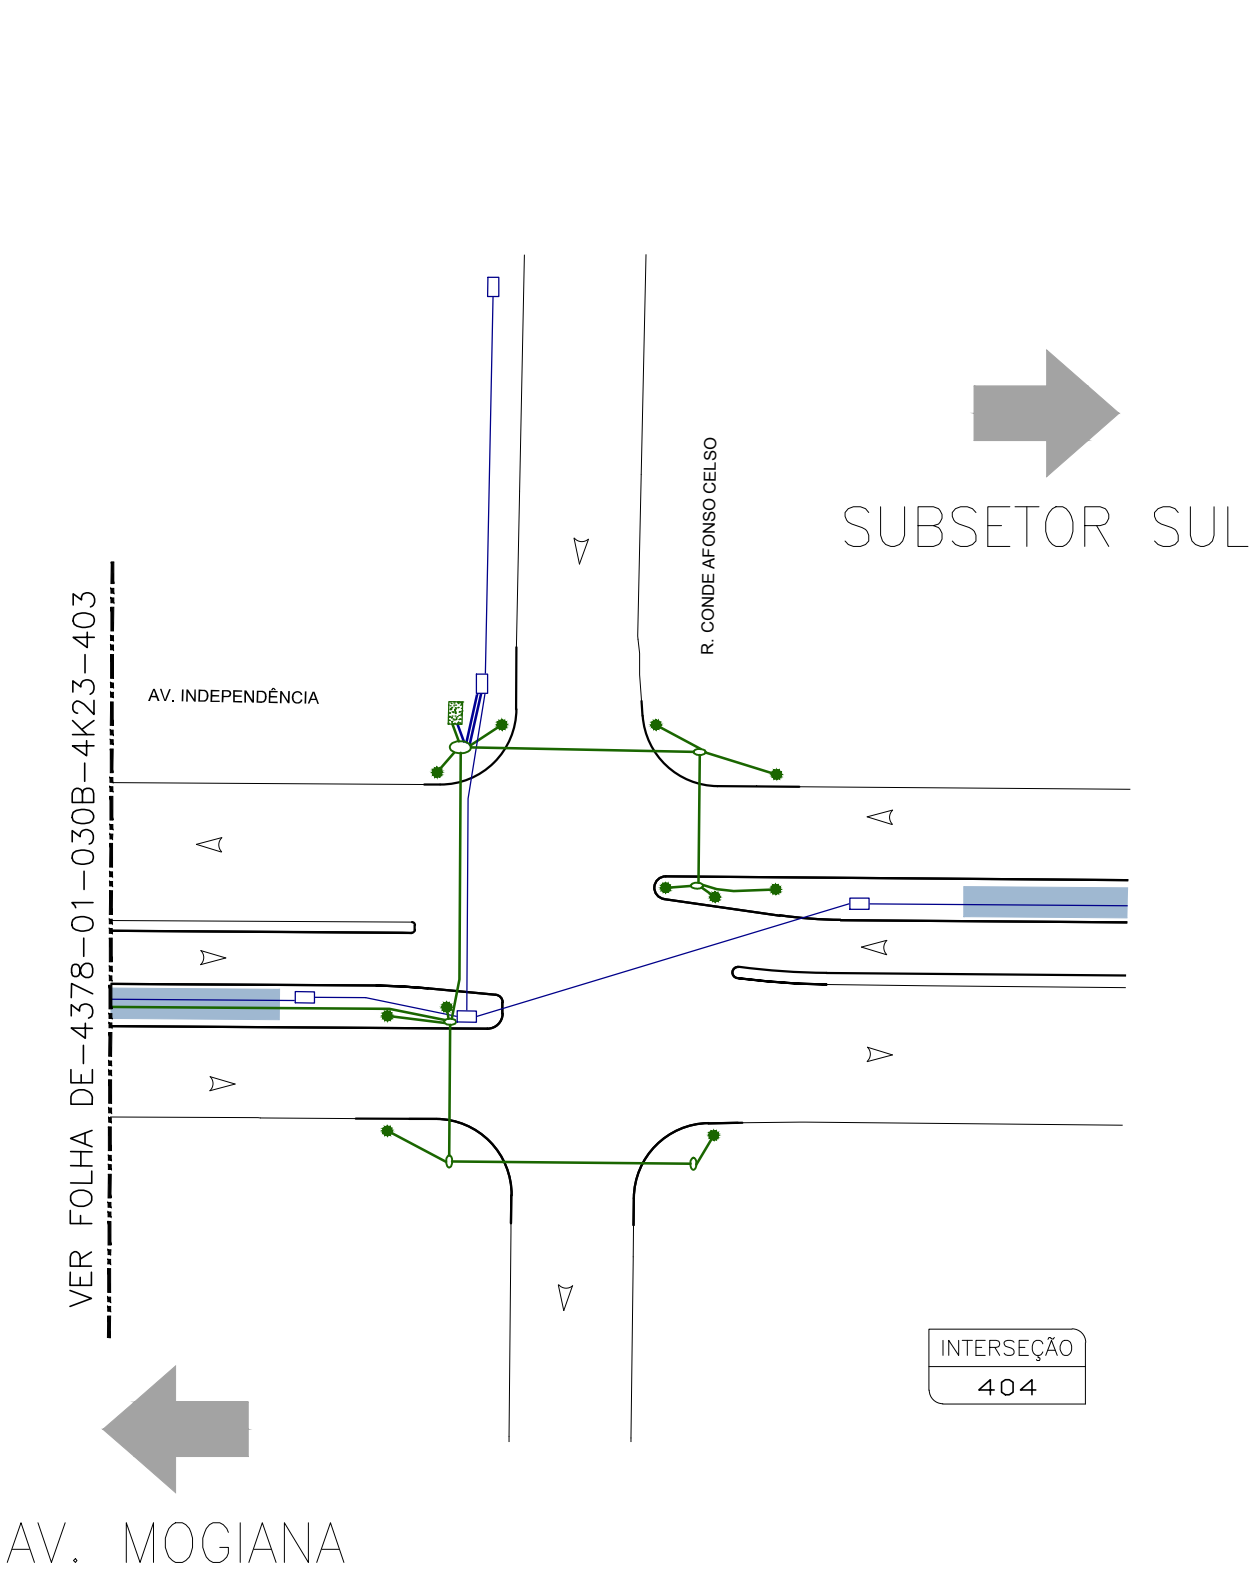 R. CONDE AFONSO CELSO
SUBSETOR SUL
VER FOLHA DE-4378-01-030B-4K23-403
AV. INDEPENDÊNCIA
INTERSEÇÃO
404
AV. MOGIANA